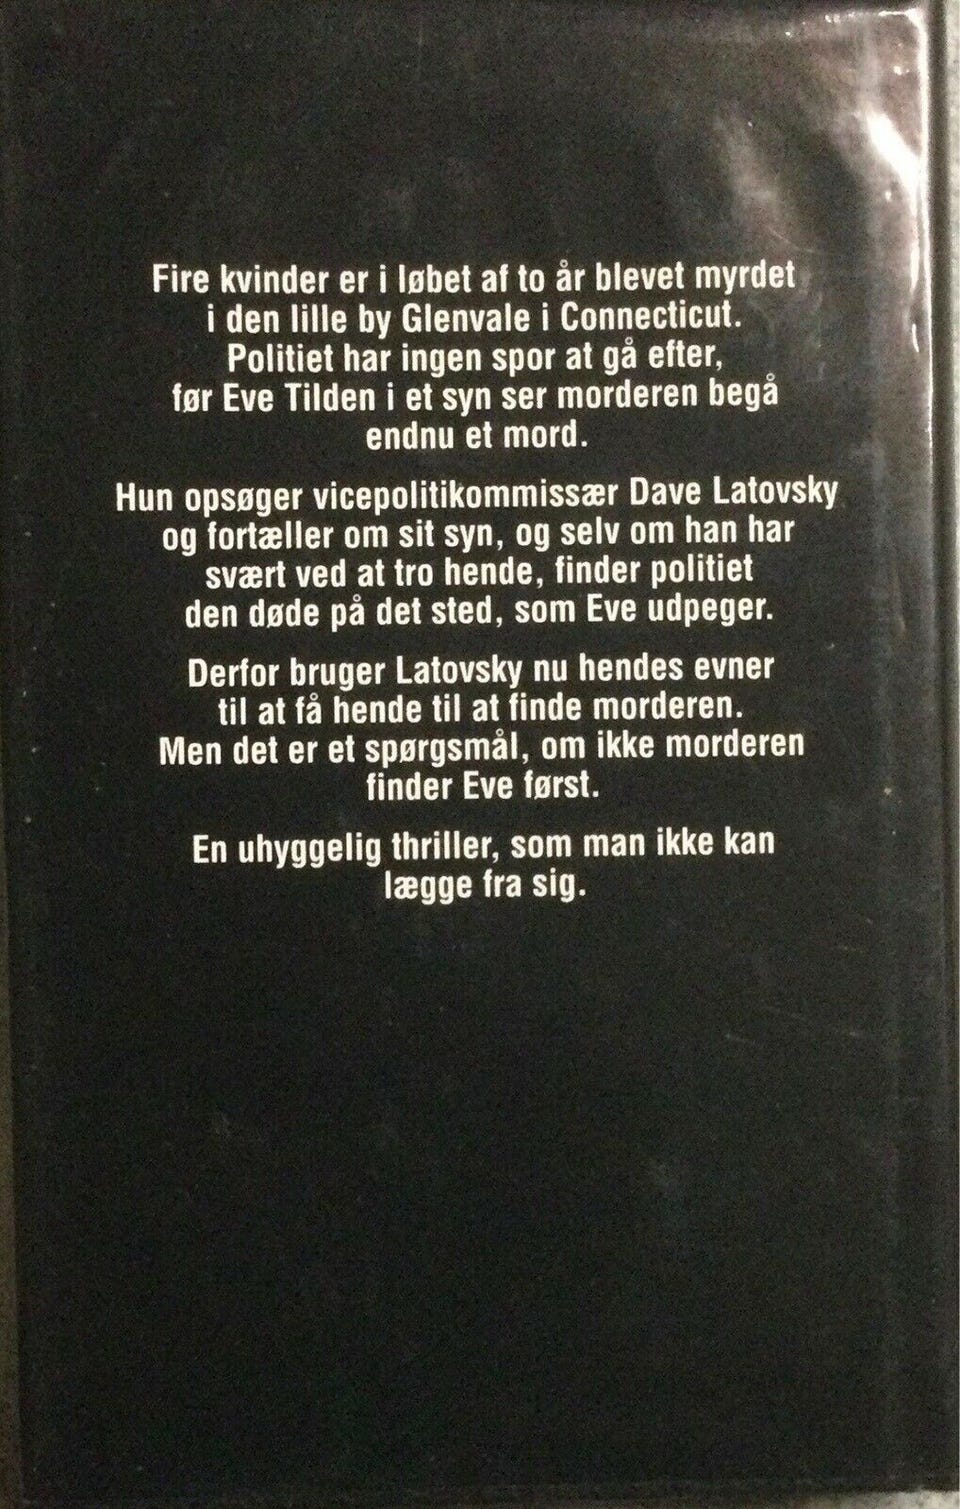 Fire kvinder er i løbet af to år blevet myrdet
i den lille by Glenvale i Connecticut.
Politiet har ingen spor at gå efter,
før Eve Tilden i et syn ser morderen begå
endnu et mord.
Hun opsøger vicepolitikommissær Dave Latovsky
og fortæller om sit syn, og selv om han har
svært ved at tro hende, finder politiet
den døde på det sted, som Eve udpeger.
Derfor bruger Latovsky nu hendes evner
til at få hende til at finde morderen.
Men det er et spørgsmål, om ikke morderen
finder Eve først.
En uhyggelig thriller, som man ikke kan
lægge fra sig.